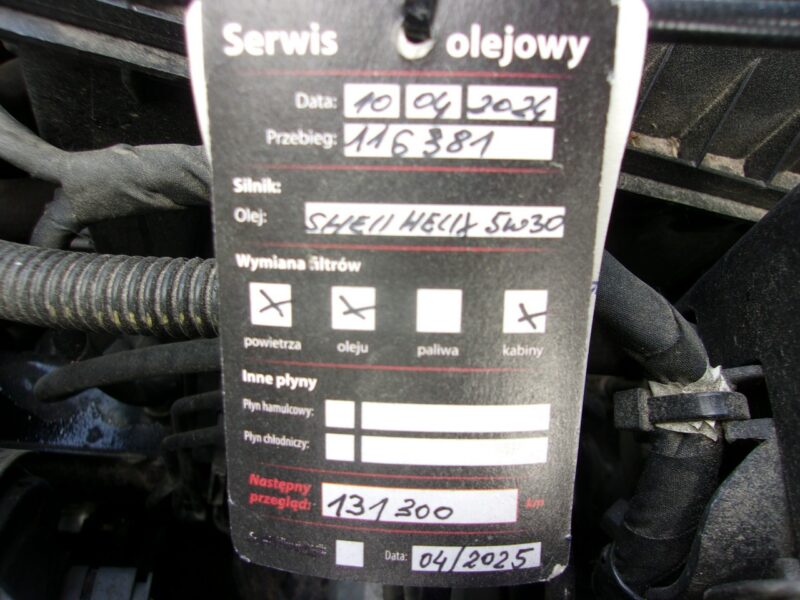 Serwis olejowy
Data: 10 04 2024
Przebieg: 116381
Silnik:
Olej: SHEll HELIX 5W30
Wymiana filtrów
X X X
powietrza oleju paliwa kabiny
Inne płyny
Płyn hamulcowy:
Płyn chłodniczy:
Następny
przegląd: 131300 km
Data: 04/2025